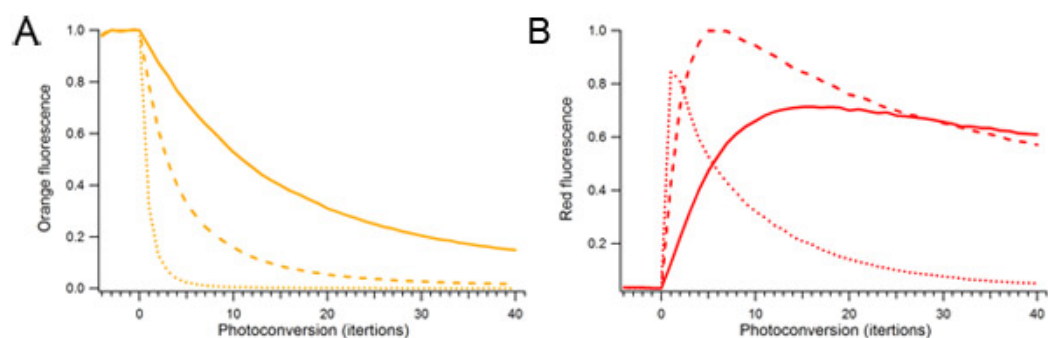 A
Orange fluorescence
1.0
0.8
0.6
0.4
0.2
0.0
0 10 20 30 40
Photoconversion (itertions)
B
Red fluorescence
1.0
0.8
0.6
0.4
0.2
0 10 20 30 40
Photoconversion (itertions)